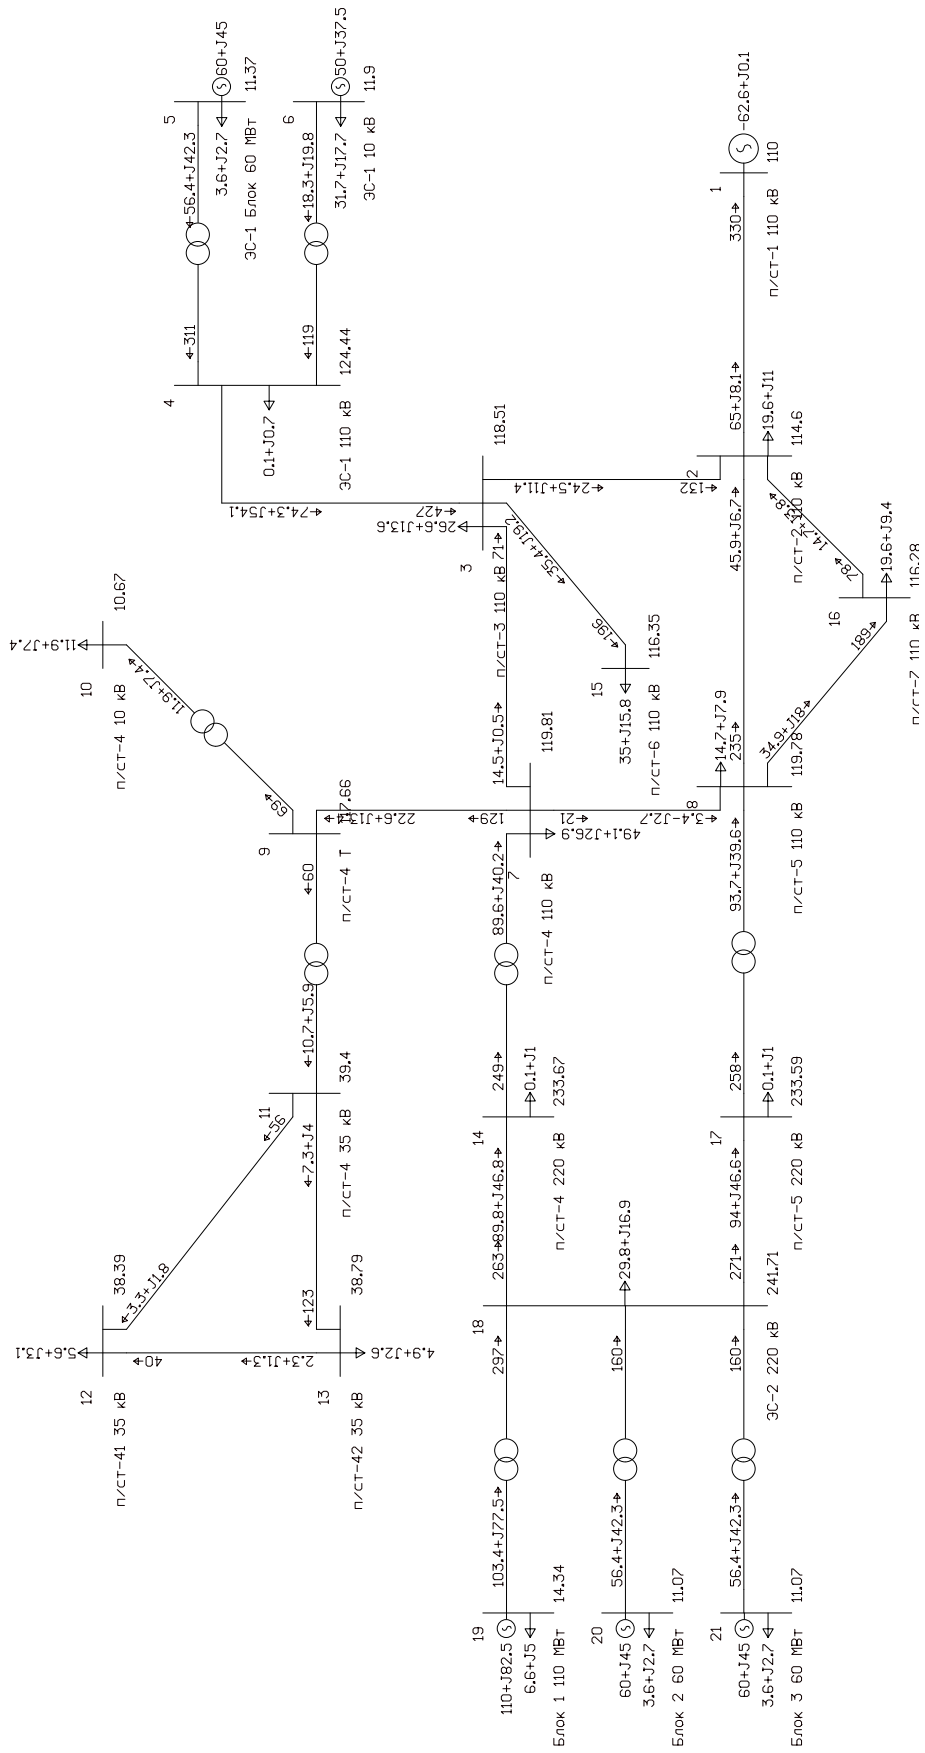 5
60+J45
56.4+J42.3
3.6+J2.7
11.37
ЭС-1 Блок 60 МВт
6
50+J37.5
18.3+J19.8
31.7+J17.7
11.9
ЭС-1 10 кВ
311
119
4
124.44
0.1+J0.7
ЭС-1 110 кВ
-62.6+J0.1
1
110
330
п/ст-1 110 кВ
74.3+J54.1
427
118.51
26.6+J13.6
3
71
п/ст-3 110 кВ
24.5+J11.4
132
2
65+J8.1
19.6+J11
114.6
45.9+J6.7
п/ст-2 110 кВ
14.7+J3.8
78
16
19.6+J9.4
116.28
п/ст-7 110 кВ
189
34.9+J18
35.4+J19.2
196
116.35
15
35+J15.8
п/ст-6 110 кВ
10.67
11.9+J7.4
10
п/ст-4 10 кВ
11.9+J7.4
69
14.5+J0.5
119.81
117.66
9
п/ст-4 Т
60
22.6+J13.4
129
21
3.4-J2.7
49.1+J26.9
7
п/ст-4 110 кВ
89.6+J40.2
14.7+J7.9
235
8
119.78
п/ст-5 110 кВ
93.7+J39.6
10.7+J5.9
39.4
11
п/ст-4 35 кВ
56
7.3+J4
249
0.1+J1
233.67
14
п/ст-4 220 кВ
89.8+J46.8
263
258
0.1+J1
233.59
17
п/ст-5 220 кВ
94+J46.6
271
38.39
3.3+J1.8
5.6+J3.1
40
12
п/ст-41 35 кВ
38.79
123
2.3+J1.3
4.9+J2.6
13
п/ст-42 35 кВ
29.8+J16.9
241.71
18
ЭС-2 220 кВ
297
160
160
103.4+J77.5
56.4+J42.3
56.4+J42.3
19
14.34
110+J82.5
6.6+J5
Блок 1 110 МВт
20
11.07
60+J45
3.6+J2.7
Блок 2 60 МВт
21
11.07
60+J45
3.6+J2.7
Блок 3 60 МВт